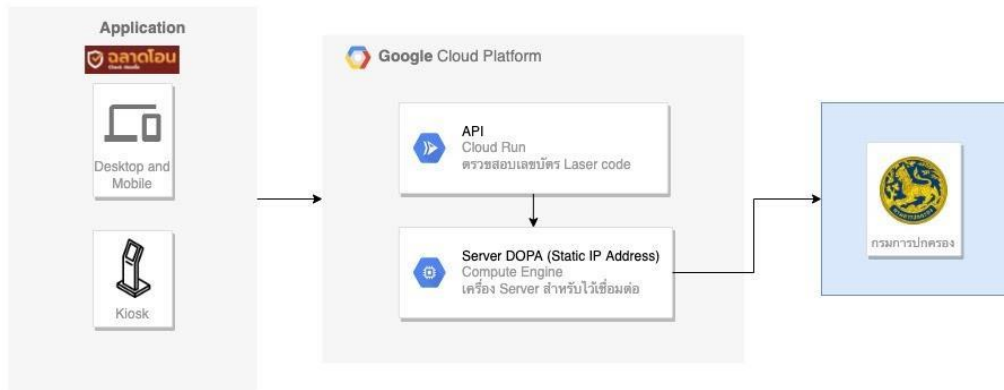 Application
ฉลาดโอน
Desktop and
Mobile
Kiosk
Google Cloud Platform
API
Cloud Run
ตรวขสอบเลขบัตร Laser code
Server DOPA (Static IP Address)
Compute Engine
เครื่อง Server สำหรับไว้เชื่อมต่อ
กรมการปกครอง